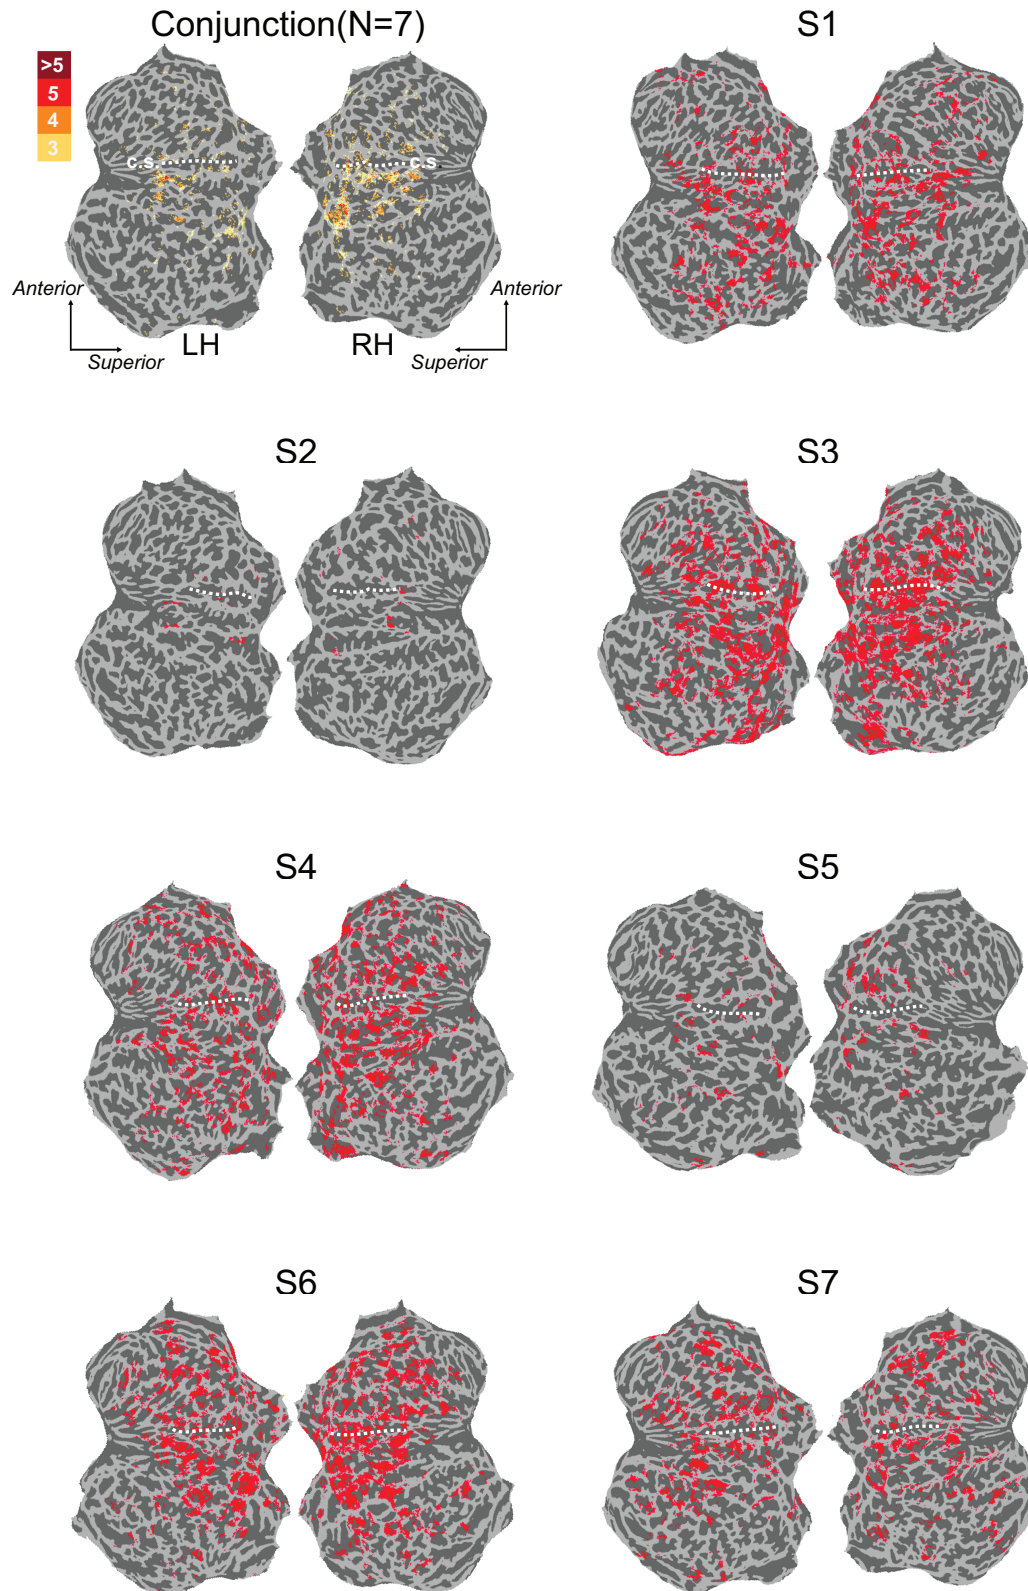 Conjunction(N=7)
S1
>5
5
4
3
c.s.
c.s.
Anterior
Superior
LH
RH
Anterior
Superior
S2
S3
S4
S5
S6
S7